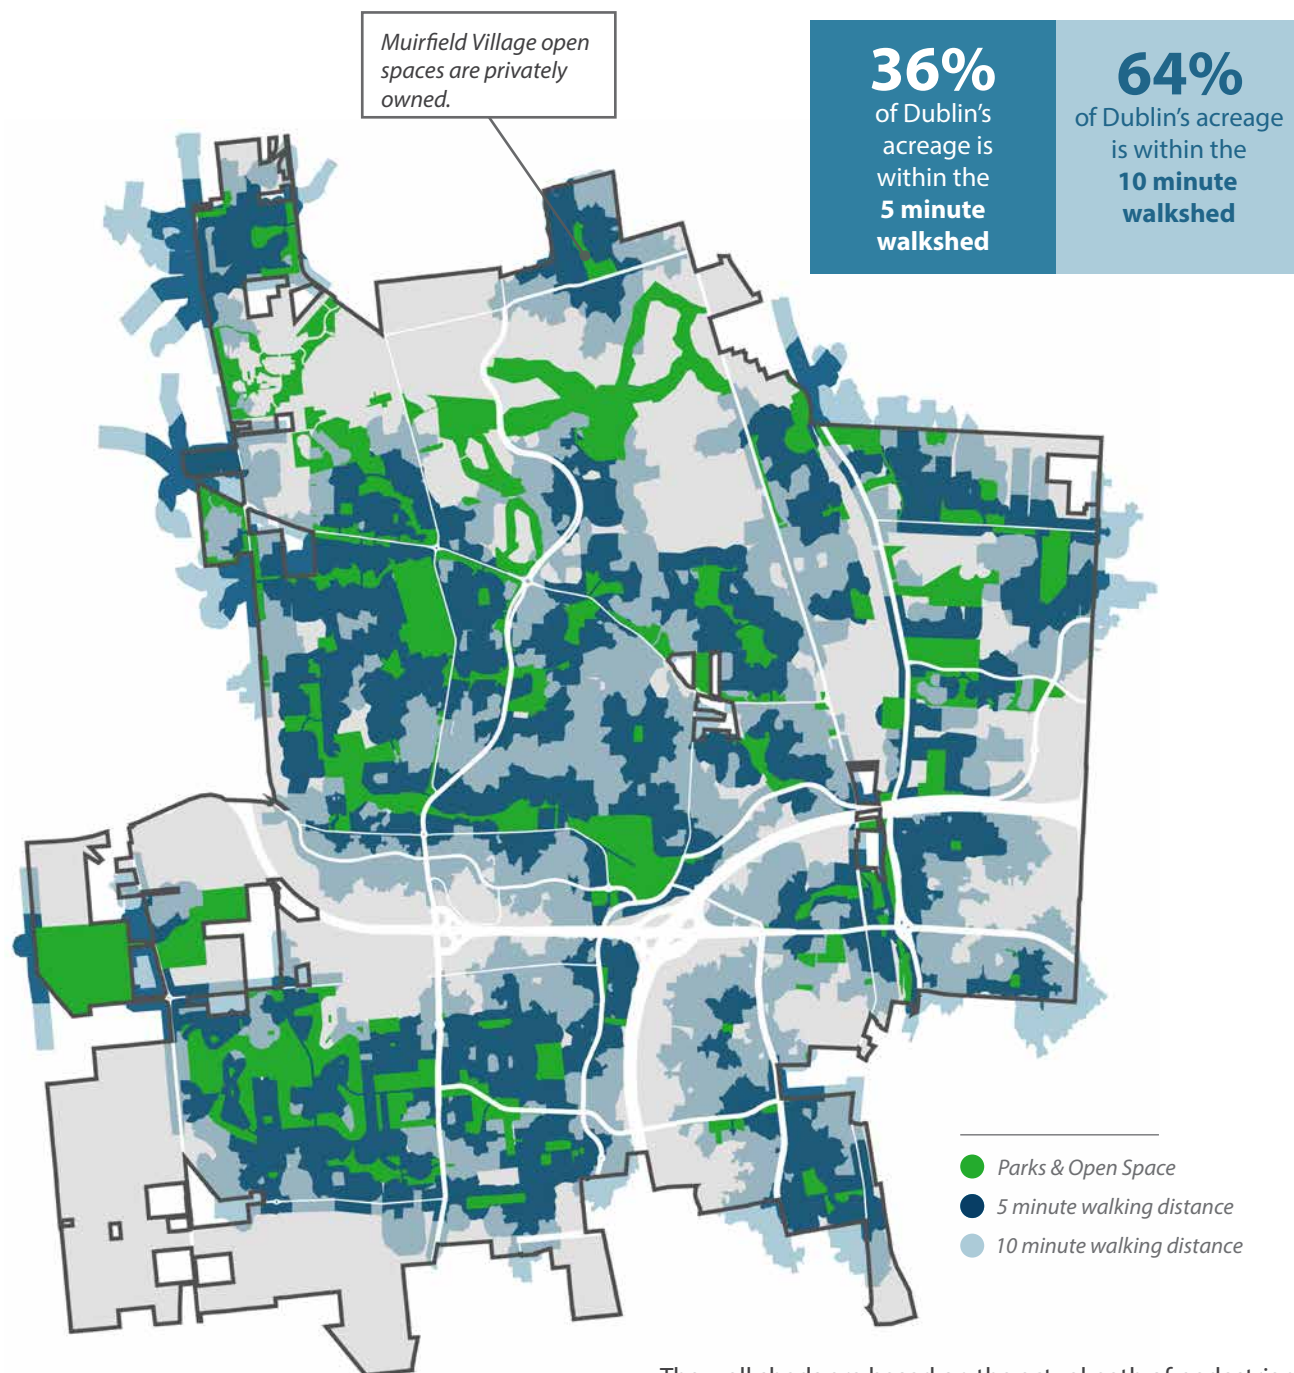 Muirfield Village open
spaces are privately
owned.
36%
of Dublin's
acreage is
within the
5 minute
walkshed
64%
of Dublin's acreage
is within the
10 minute
walkshed
Parks & Open Space
5 minute walking distance
10 minute walking distance